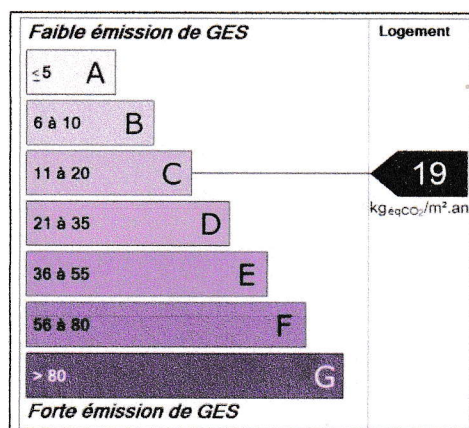 Faible émission de GES
Logement
≤5 A
6 à 10 B
11 à 20 C
19
kgéqCO₂/m².an
21 à 35 D
36 à 55 E
56 à 80 F
> 80 G
Forte émission de GES